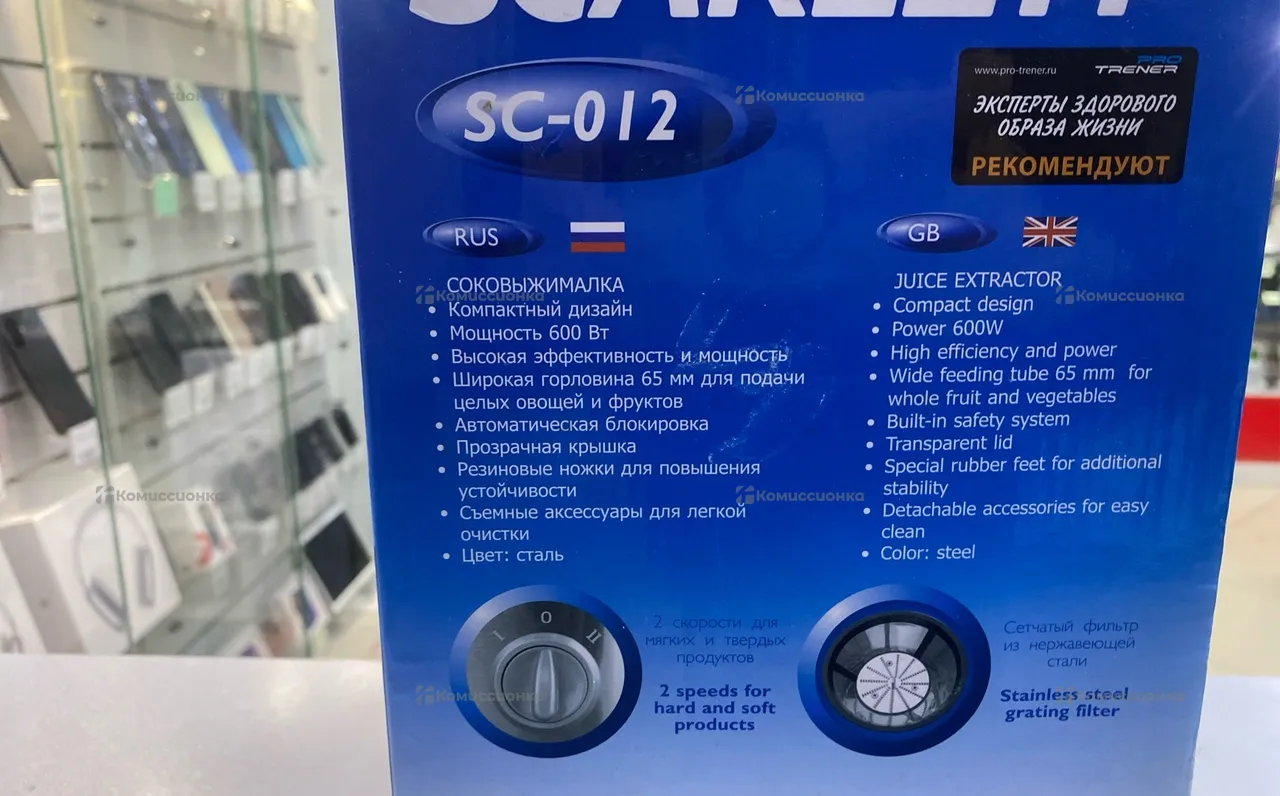 SCARLETT
SC-012
www.pro-trener.ru
PRO
TRENER
ЭКСПЕРТЫ ЗДОРОВОГО
ОБРАЗА ЖИЗНИ
РЕКОМЕНДУЮТ
RUS
СОКОВЫЖИМАЛКА
• Компактный дизайн
• Мощность 600 Вт
• Высокая эффективность и мощность
• Широкая горловина 65 мм для подачи
целых овощей и фруктов
• Автоматическая блокировка
• Прозрачная крышка
• Резиновые ножки для повышения
устойчивости
• Съемные аксессуары для легкой
очистки
• Цвет: сталь
GB
JUICE EXTRACTOR
• Compact design
• Power 600W
• High efficiency and power
• Wide feeding tube 65 mm for
whole fruit and vegetables
• Built-in safety system
• Transparent lid
• Special rubber feet for additional
stability
• Detachable accessories for easy
clean
• Color: steel
I O II
2 скорости для
мягких и твердых
продуктов
2 speeds for
hard and soft
products
Сетчатый фильтр
из нержавеющей
стали
Stainless steel
grating filter
Комиссионка
Комиссионка
Комиссионка
Комиссионка
Комиссионка
Комиссионка
Комиссионка
Комиссионка